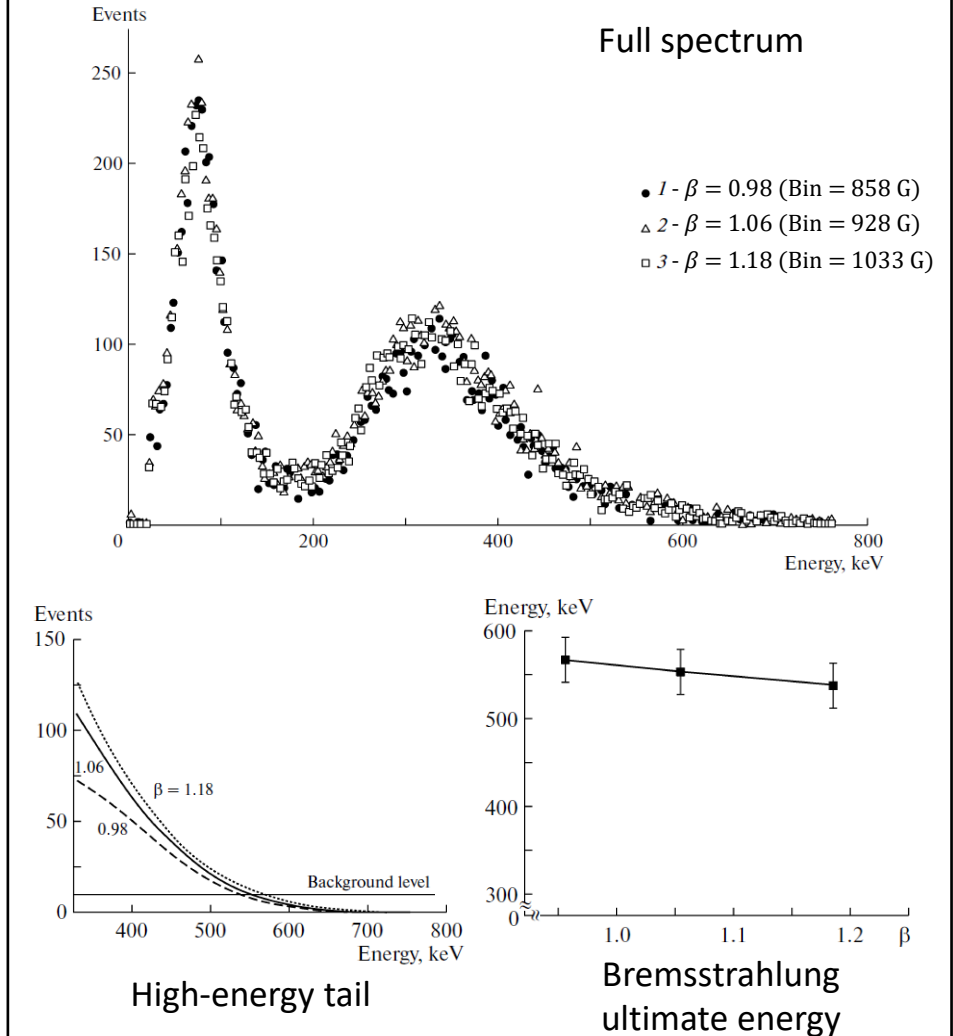 Events
Full spectrum
250
200
150
100
50
1 - β = 0.98 (Bin = 858 G)
2 - β = 1.06 (Bin = 928 G)
3 - β = 1.18 (Bin = 1033 G)
0
200
400
600
800
Energy, keV
Events
150
100
50
0
1.06
β = 1.18
0.98
Background level
400
500
600
700
800
Energy, keV
High-energy tail
Energy, keV
600
500
400
300
0
1.0
1.1
1.2
β
Bremsstrahlung
ultimate energy